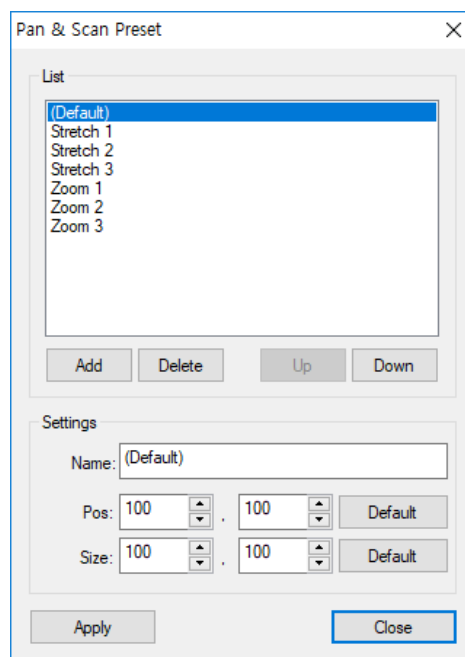 Pan & Scan Preset
List
(Default)
Stretch 1
Stretch 2
Stretch 3
Zoom 1
Zoom 2
Zoom 3
Add Delete Up Down
Settings
Name: (Default)
Pos: 100 , 100 Default
Size: 100 , 100 Default
Apply Close